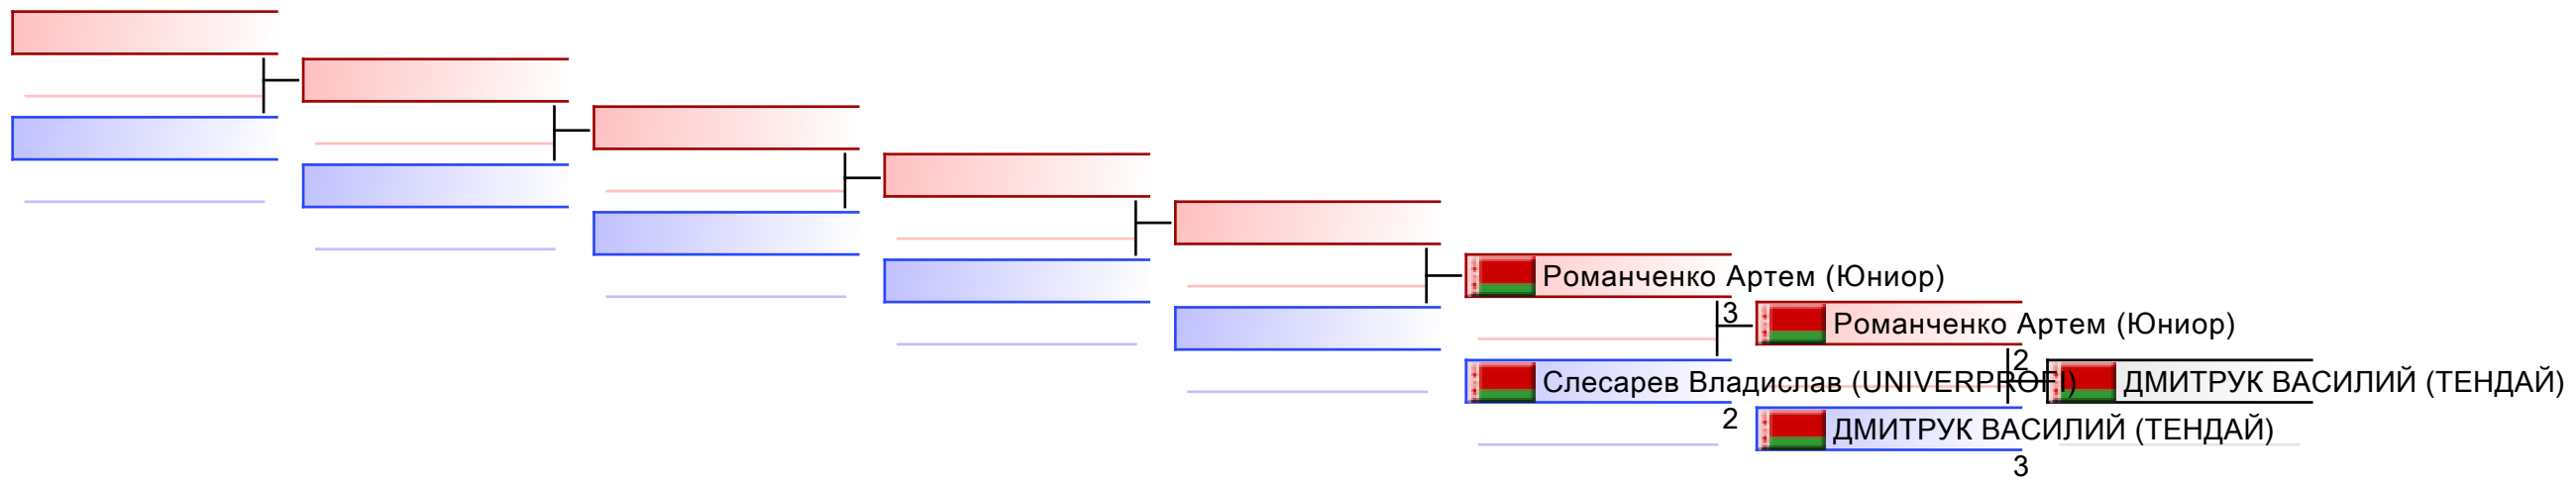 Романченко Артем (Юниор)
3
Романченко Артем (Юниор)
2
Слесарев Владислав (UNIVERPROFI)
ДМИТРУК ВАСИЛИЙ (ТЕНДАЙ)
2
ДМИТРУК ВАСИЛИЙ (ТЕНДАЙ)
3